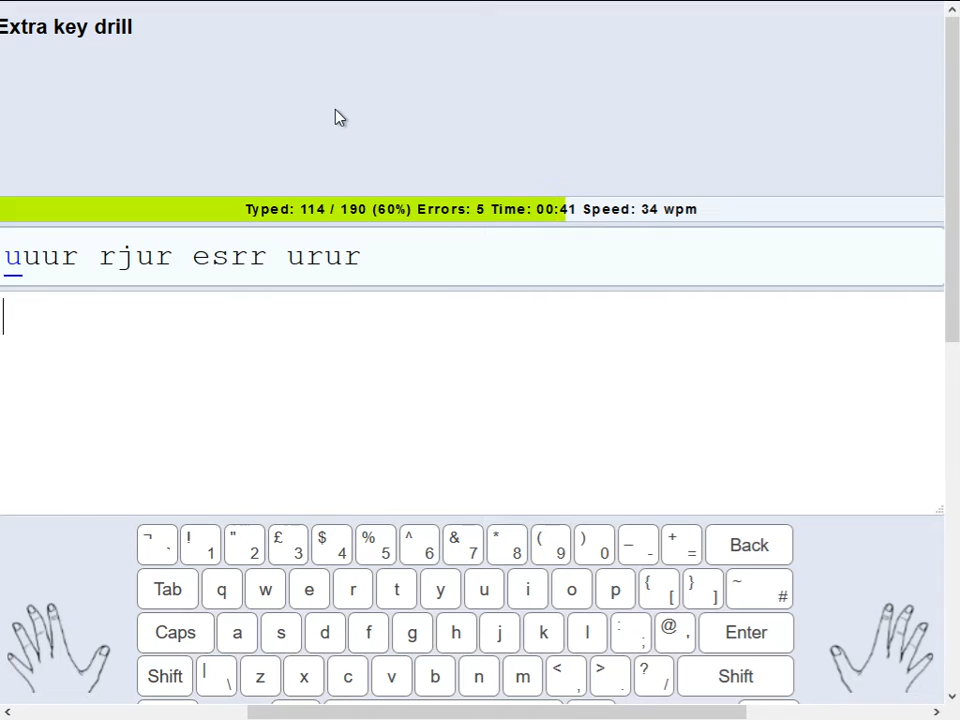 Extra key drill
Typed: 114 / 190 (60%) Errors: 5 Time: 00:41 Speed: 34 wpm
uuur rjur esrr urur
¬ ` ! 1 " 2 £ 3 $ 4 % 5 ^ 6 & 7 * 8 ( 9 ) 0 _ - + = Back
Tab q w e r t y u i o p { [ } ] ~ #
Caps a s d f g h j k l : ; @ ' Enter
Shift | \ z x c v b n m < , > . ? / Shift